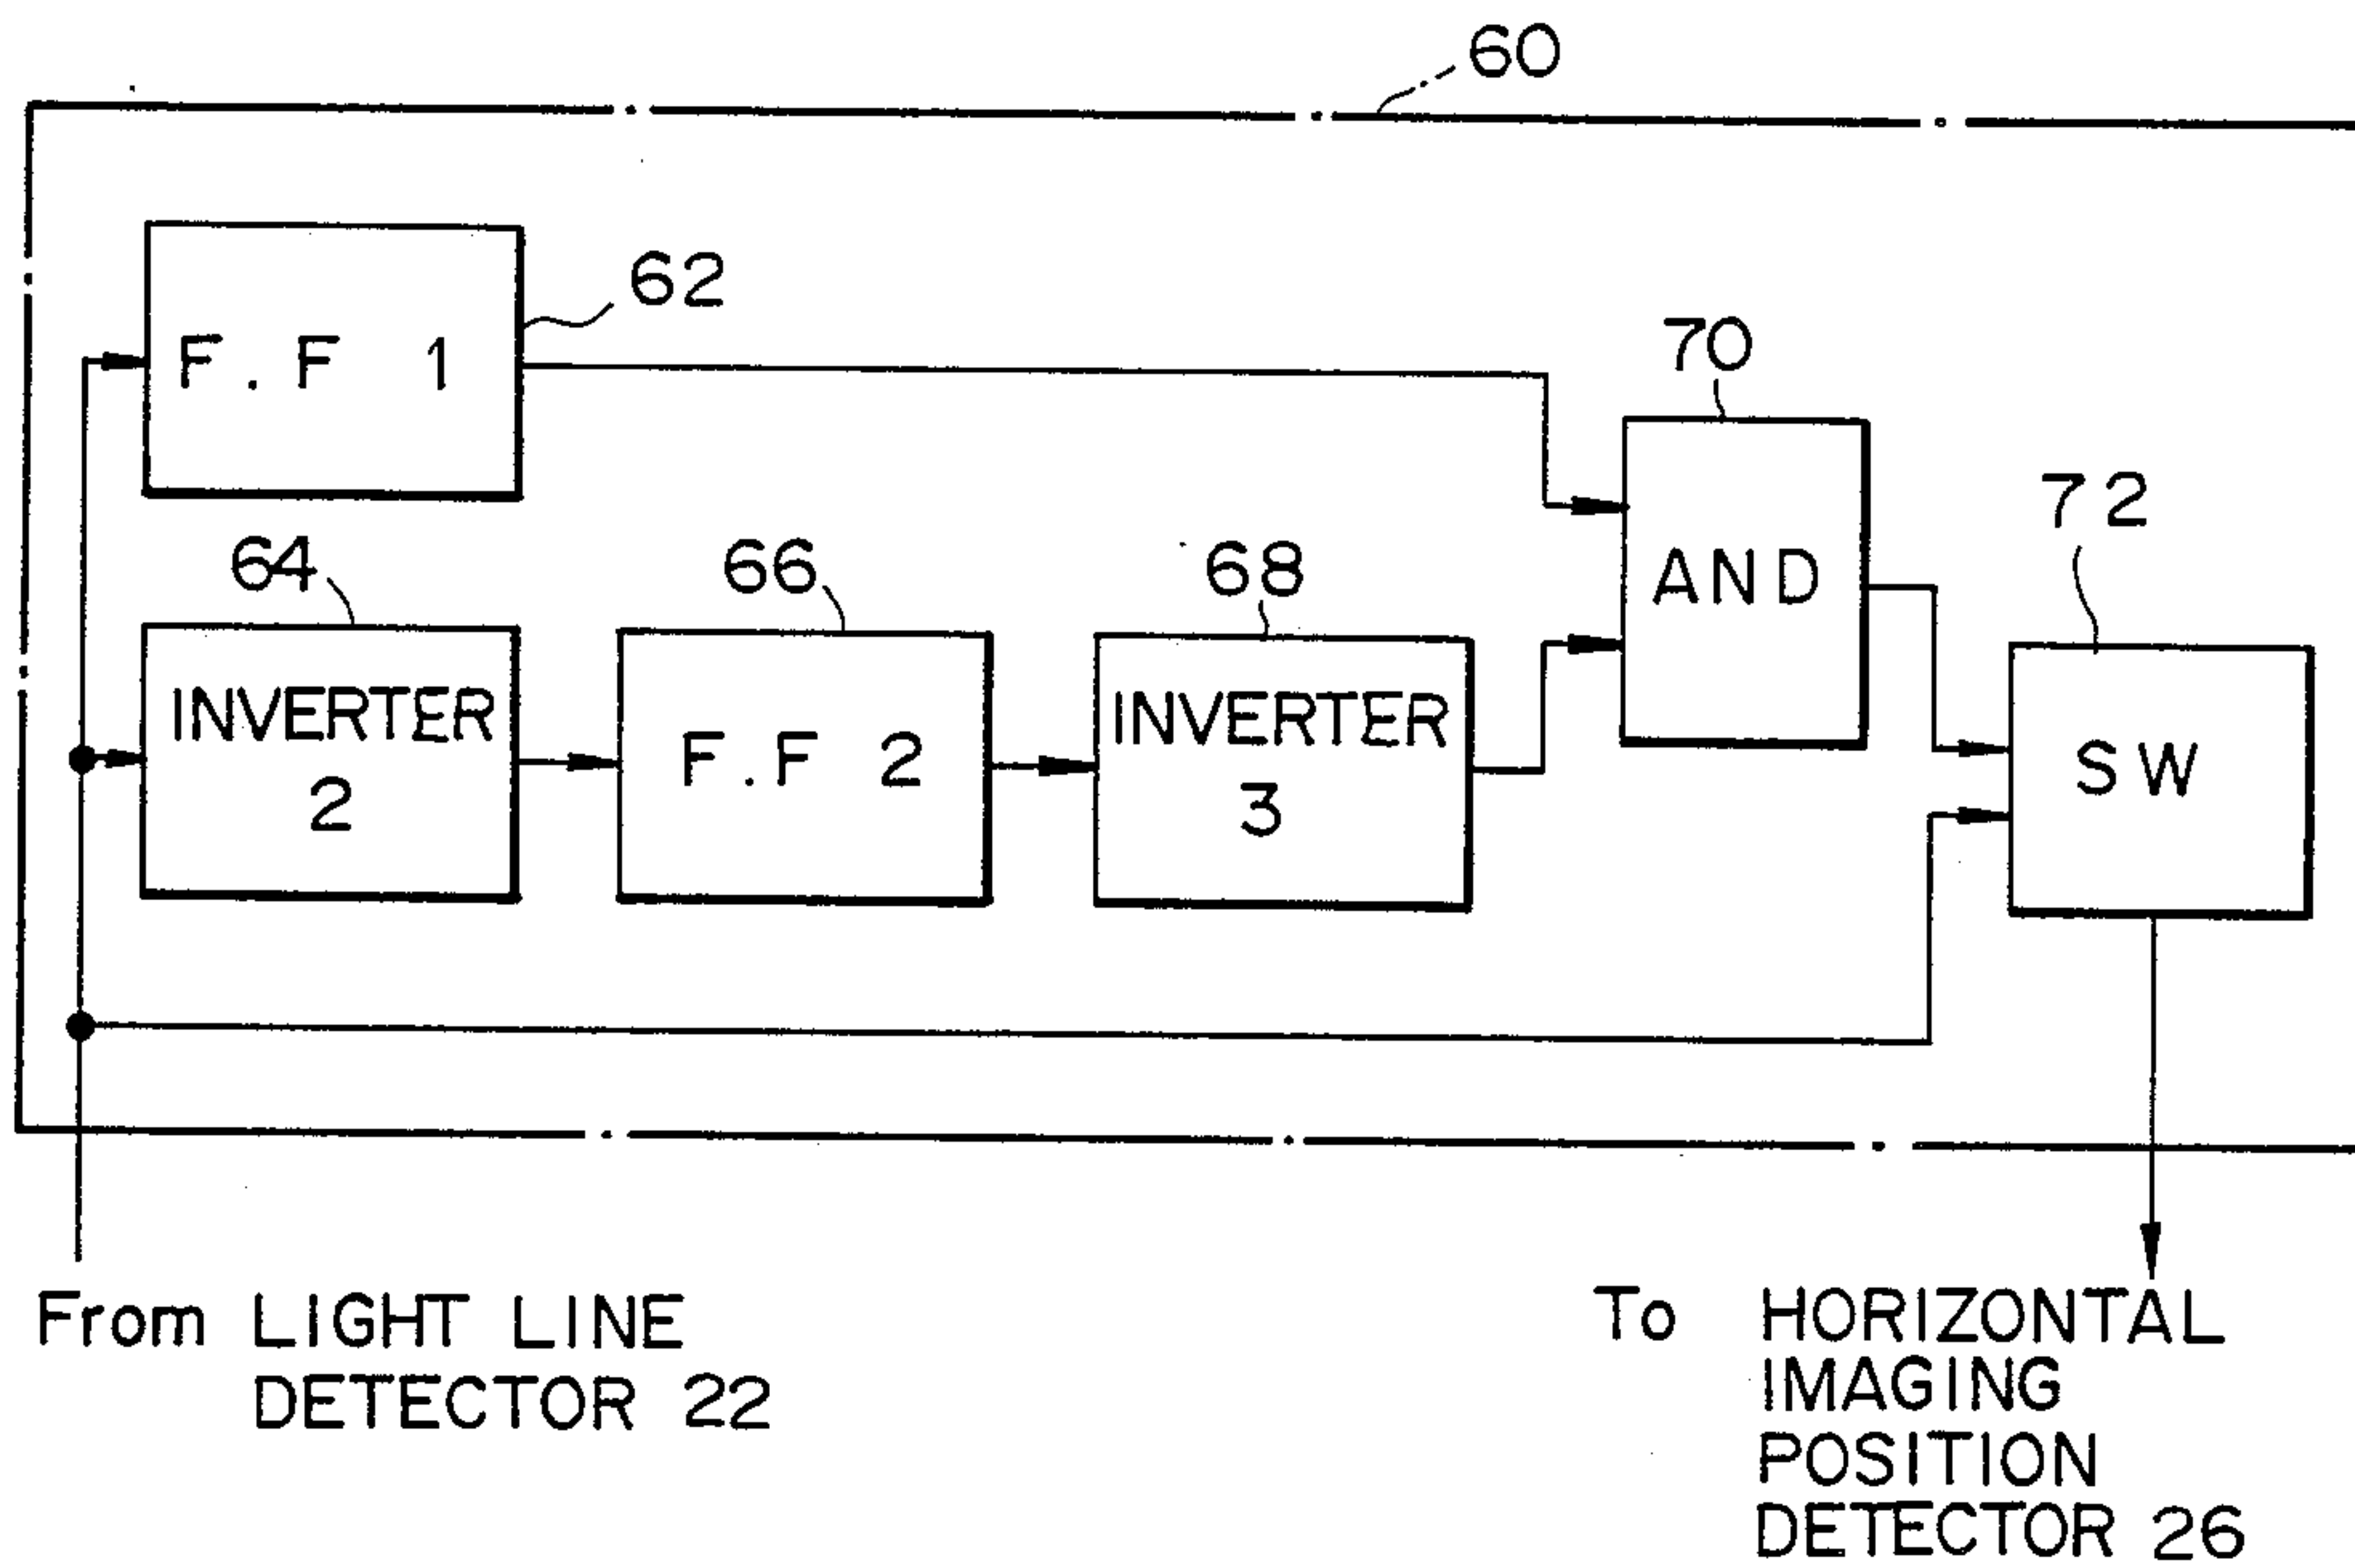 60
62
F.F 1
70
72
64
66
68
AND
INVERTER
2
F.F 2
INVERTER
3
SW
From LIGHT LINE
DETECTOR 22
To HORIZONTAL
IMAGING
POSITION
DETECTOR 26